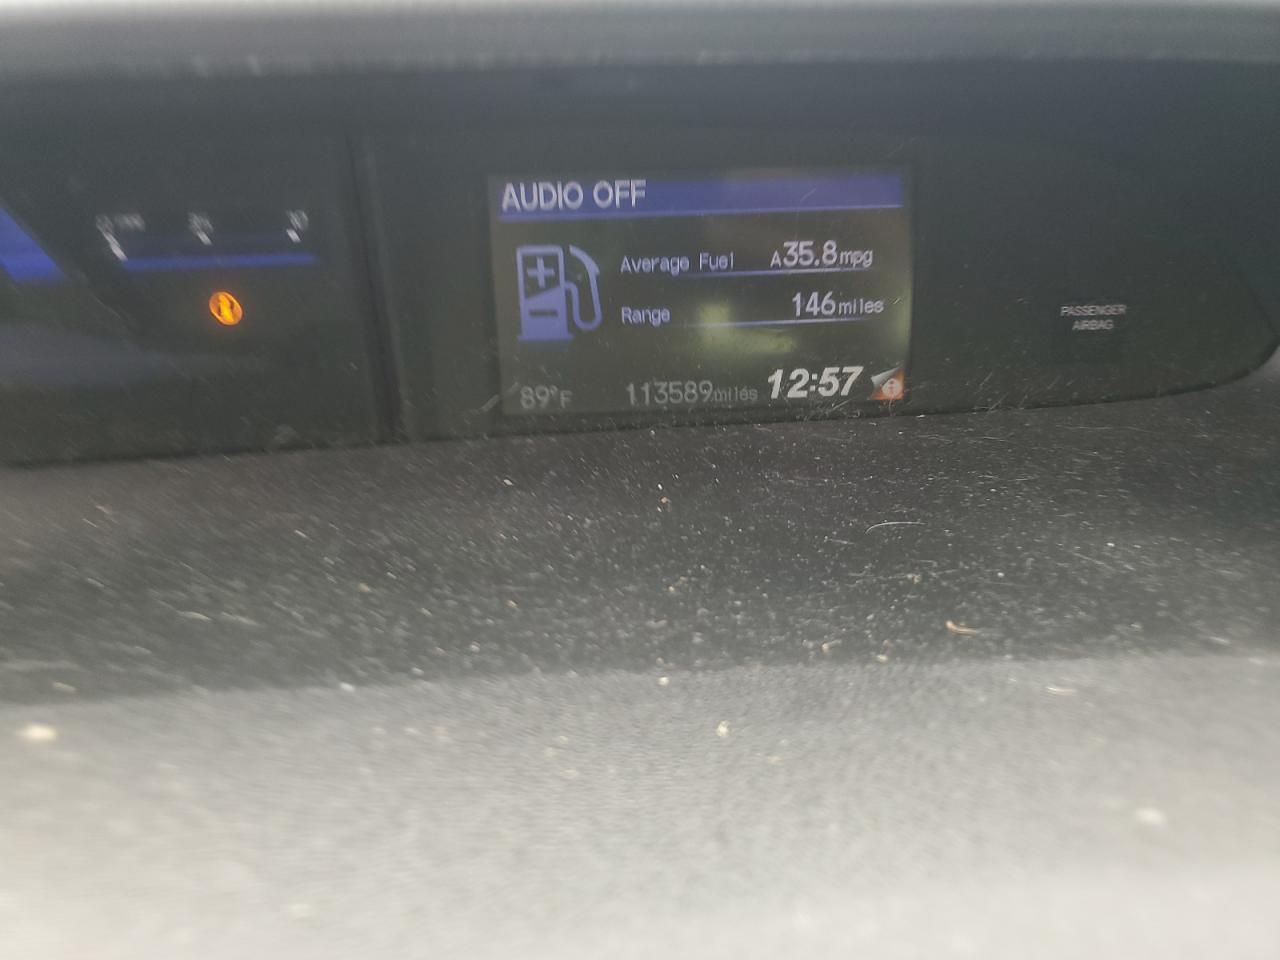 AUDIO OFF
Average Fuel A35.8mpg
Range 146miles
89°F 113589miles 12:57
PASSENGER
AIRBAG